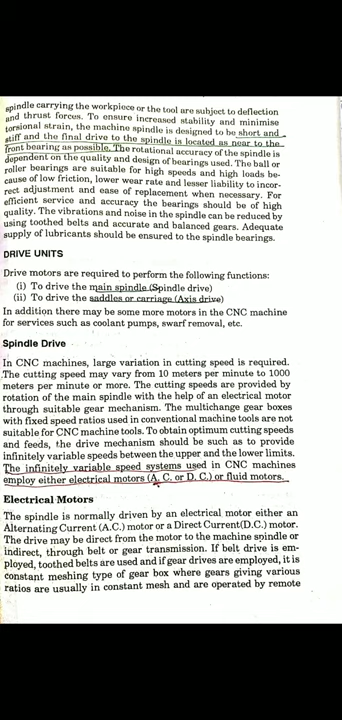 spindle carrying the workpiece or the tool are subject to deflection
and thrust forces. To ensure increased stability and minimise
torsional strain, the machine spindle is designed to be short and
stiff and the final drive to the spindle is located as near to the
front bearing as possible. The rotational accuracy of the spindle is
dependent on the quality and design of bearings used. The ball or
roller bearings are suitable for high speeds and high loads be-
cause of low friction, lower wear rate and lesser liability to incor-
rect adjustment and ease of replacement when necessary. For
efficient service and accuracy the bearings should be of high
quality. The vibrations and noise in the spindle can be reduced by
using toothed belts and accurate and balanced gears. Adequate
supply of lubricants should be ensured to the spindle bearings.
DRIVE UNITS
Drive motors are required to perform the following functions:
(i) To drive the main spindle (Spindle drive)
(ii) To drive the saddles or carriage (Axis drive)
In addition there may be some more motors in the CNC machine
for services such as coolant pumps, swarf removal, etc.
Spindle Drive
In CNC machines, large variation in cutting speed is required.
The cutting speed may vary from 10 meters per minute to 1000
meters per minute or more. The cutting speeds are provided by
rotation of the main spindle with the help of an electrical motor
through suitable gear mechanism. The multichange gear boxes
with fixed speed ratios used in conventional machine tools are not
suitable for CNC machine tools. To obtain optimum cutting speeds
and feeds, the drive mechanism should be such as to provide
infinitely variable speeds between the upper and the lower limits.
The infinitely variable speed systems used in CNC machines
employ either electrical motors (A. C. or D. C.) or fluid motors.
Electrical Motors
The spindle is normally driven by an electrical motor either an
Alternating Current (A.C.) motor or a Direct Current(D.C.) motor.
The drive may be direct from the motor to the machine spindle or
indirect, through belt or gear transmission. If belt drive is em-
ployed, toothed belts are used and if gear drives are employed, it is
constant meshing type of gear box where gears giving various
ratios are usually in constant mesh and are operated by remote